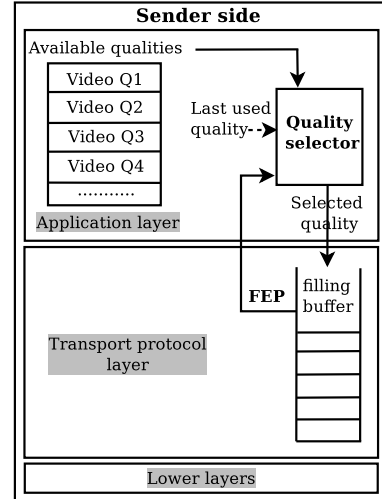 Sender side
Available qualities
Video Q1
Video Q2
Video Q3
Video Q4
...........
Last used
quality
Quality
selector
Selected
quality
Application layer
FEP
filling
buffer
Transport protocol
layer
Lower layers